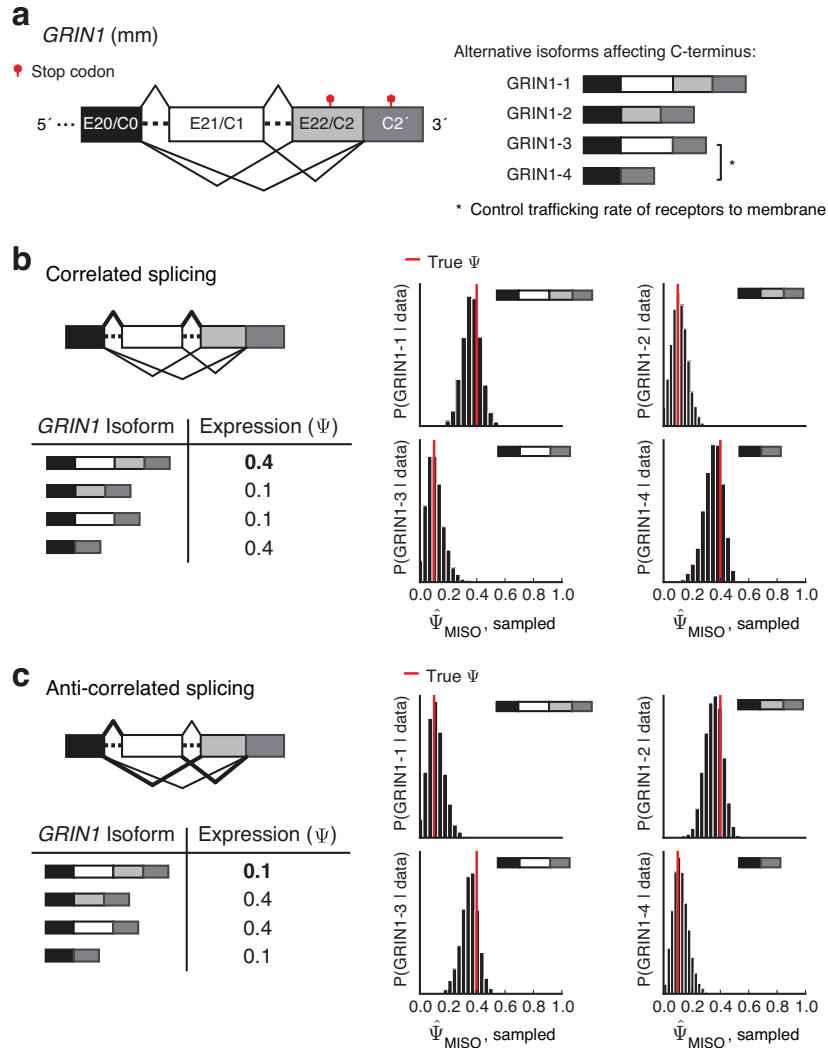 a
GRIN1 (mm)
Stop codon
5´ ··· E20/C0 E21/C1 E22/C2 C2´ 3´
Alternative isoforms affecting C-terminus:
GRIN1-1
GRIN1-2
GRIN1-3
GRIN1-4
*
* Control trafficking rate of receptors to membrane
b
Correlated splicing
GRIN1 Isoform Expression (Ψ)
0.4
0.1
0.1
0.4
True Ψ
P(GRIN1-1 | data)
P(GRIN1-2 | data)
P(GRIN1-3 | data)
P(GRIN1-4 | data)
0.0 0.2 0.4 0.6 0.8 1.0
0.0 0.2 0.4 0.6 0.8 1.0
Ψ̂MISO, sampled
Ψ̂MISO, sampled
c
Anti-correlated splicing
GRIN1 Isoform Expression (Ψ)
0.1
0.4
0.4
0.1
True Ψ
P(GRIN1-1 | data)
P(GRIN1-2 | data)
P(GRIN1-3 | data)
P(GRIN1-4 | data)
0.0 0.2 0.4 0.6 0.8 1.0
0.0 0.2 0.4 0.6 0.8 1.0
Ψ̂MISO, sampled
Ψ̂MISO, sampled